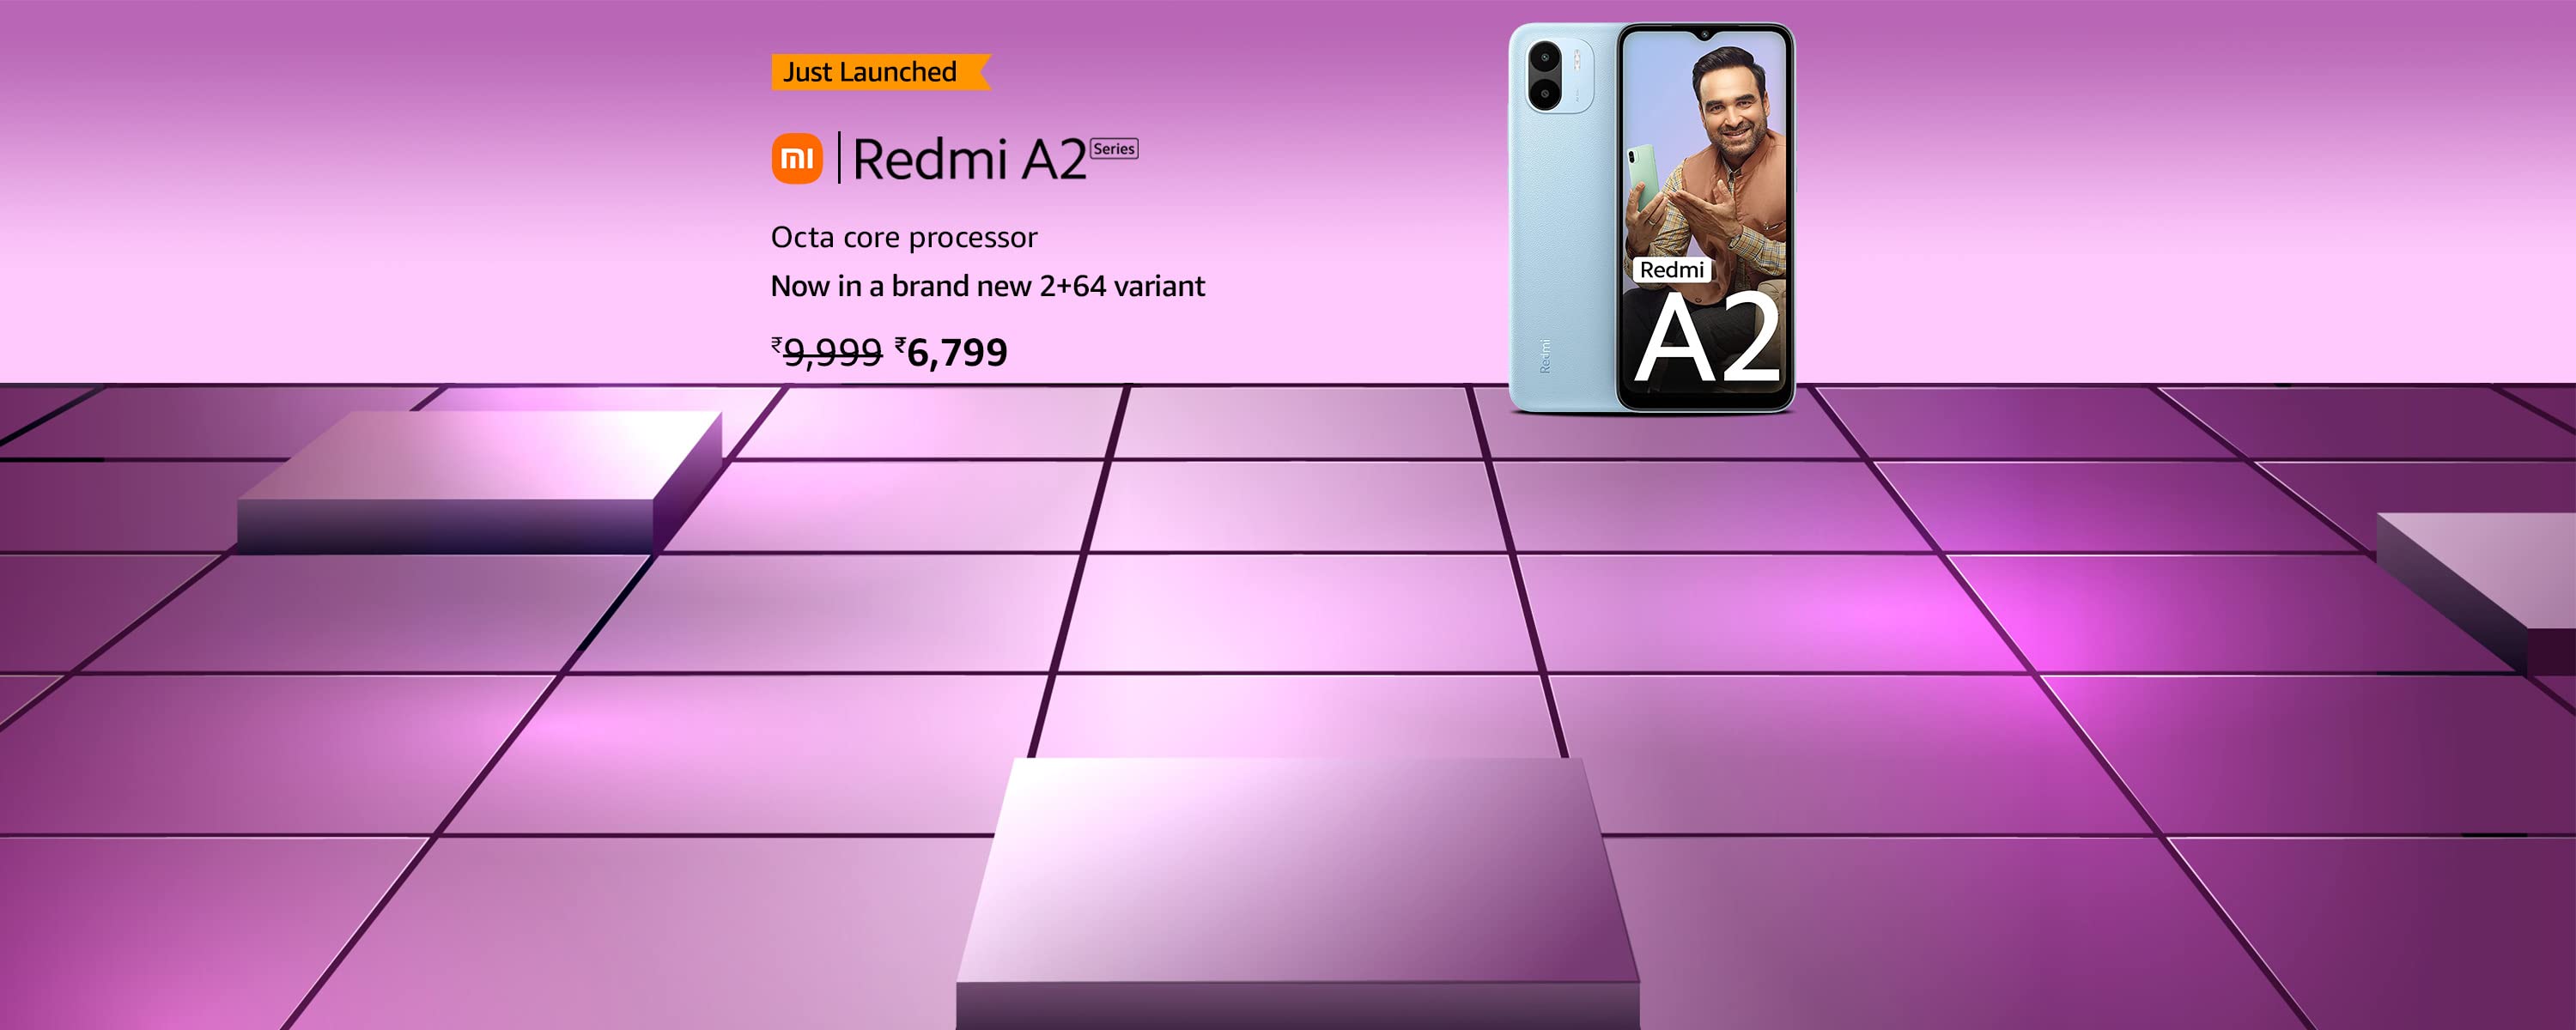 Just Launched
mi | Redmi A2 Series
Octa core processor
Now in a brand new 2+64 variant
₹9,999 ₹6,799
Redmi
Redmi
A2